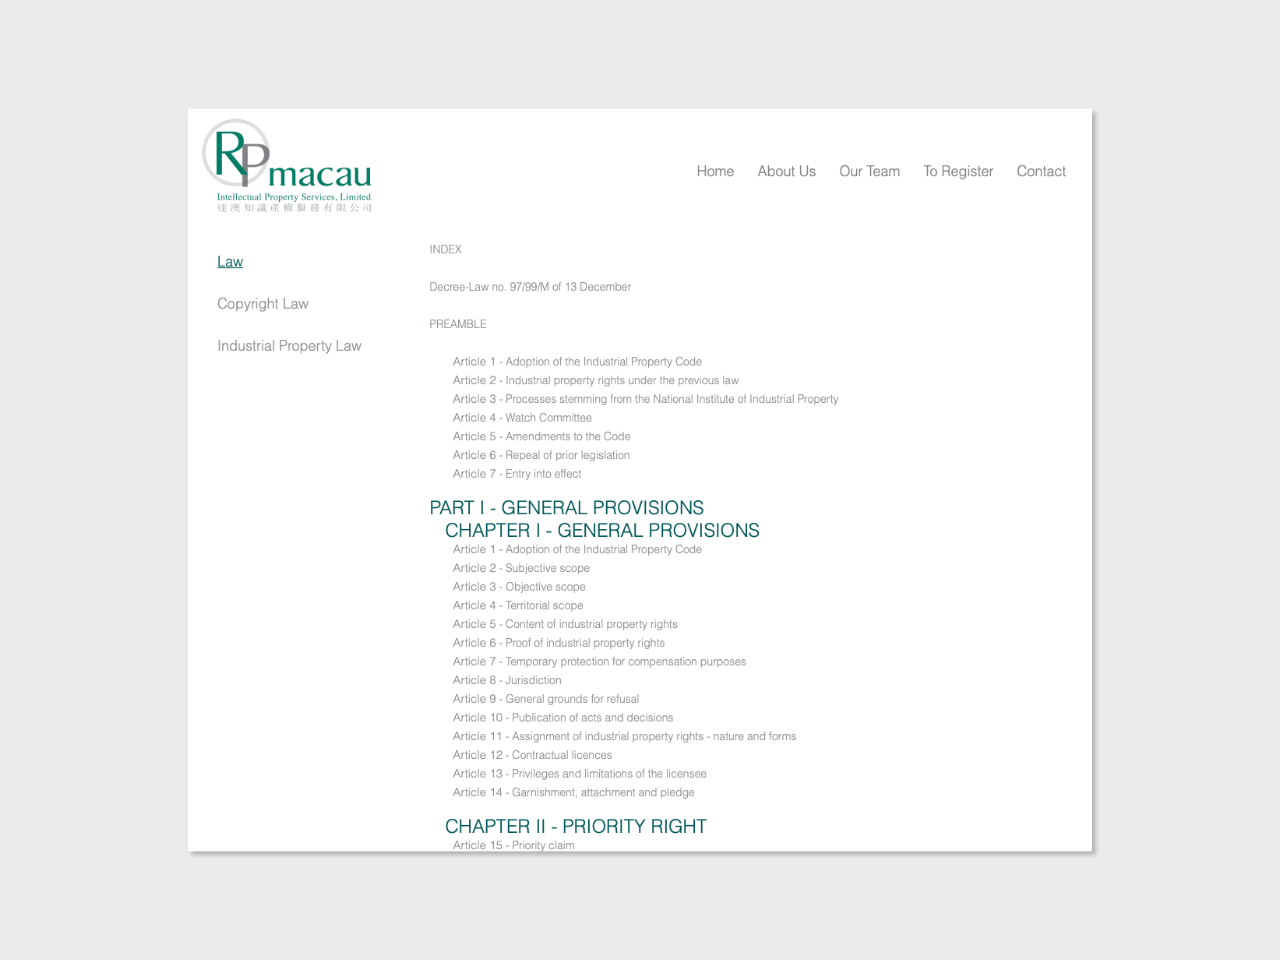 RP macau
Intellectual Property Services, Limited
達澳知識產權服務有限公司
Home About Us Our Team To Register Contact
Law
Copyright Law
Industrial Property Law
INDEX
Decree-Law no. 97/99/M of 13 December
PREAMBLE
Article 1 - Adoption of the Industrial Property Code
Article 2 - Industrial property rights under the previous law
Article 3 - Processes stemming from the National Institute of Industrial Property
Article 4 - Watch Committee
Article 5 - Amendments to the Code
Article 6 - Repeal of prior legislation
Article 7 - Entry into effect
PART I - GENERAL PROVISIONS
CHAPTER I - GENERAL PROVISIONS
Article 1 - Adoption of the Industrial Property Code
Article 2 - Subjective scope
Article 3 - Objective scope
Article 4 - Territorial scope
Article 5 - Content of industrial property rights
Article 6 - Proof of industrial property rights
Article 7 - Temporary protection for compensation purposes
Article 8 - Jurisdiction
Article 9 - General grounds for refusal
Article 10 - Publication of acts and decisions
Article 11 - Assignment of industrial property rights - nature and forms
Article 12 - Contractual licences
Article 13 - Privileges and limitations of the licensee
Article 14 - Garnishment, attachment and pledge
CHAPTER II - PRIORITY RIGHT
Article 15 - Priority claim